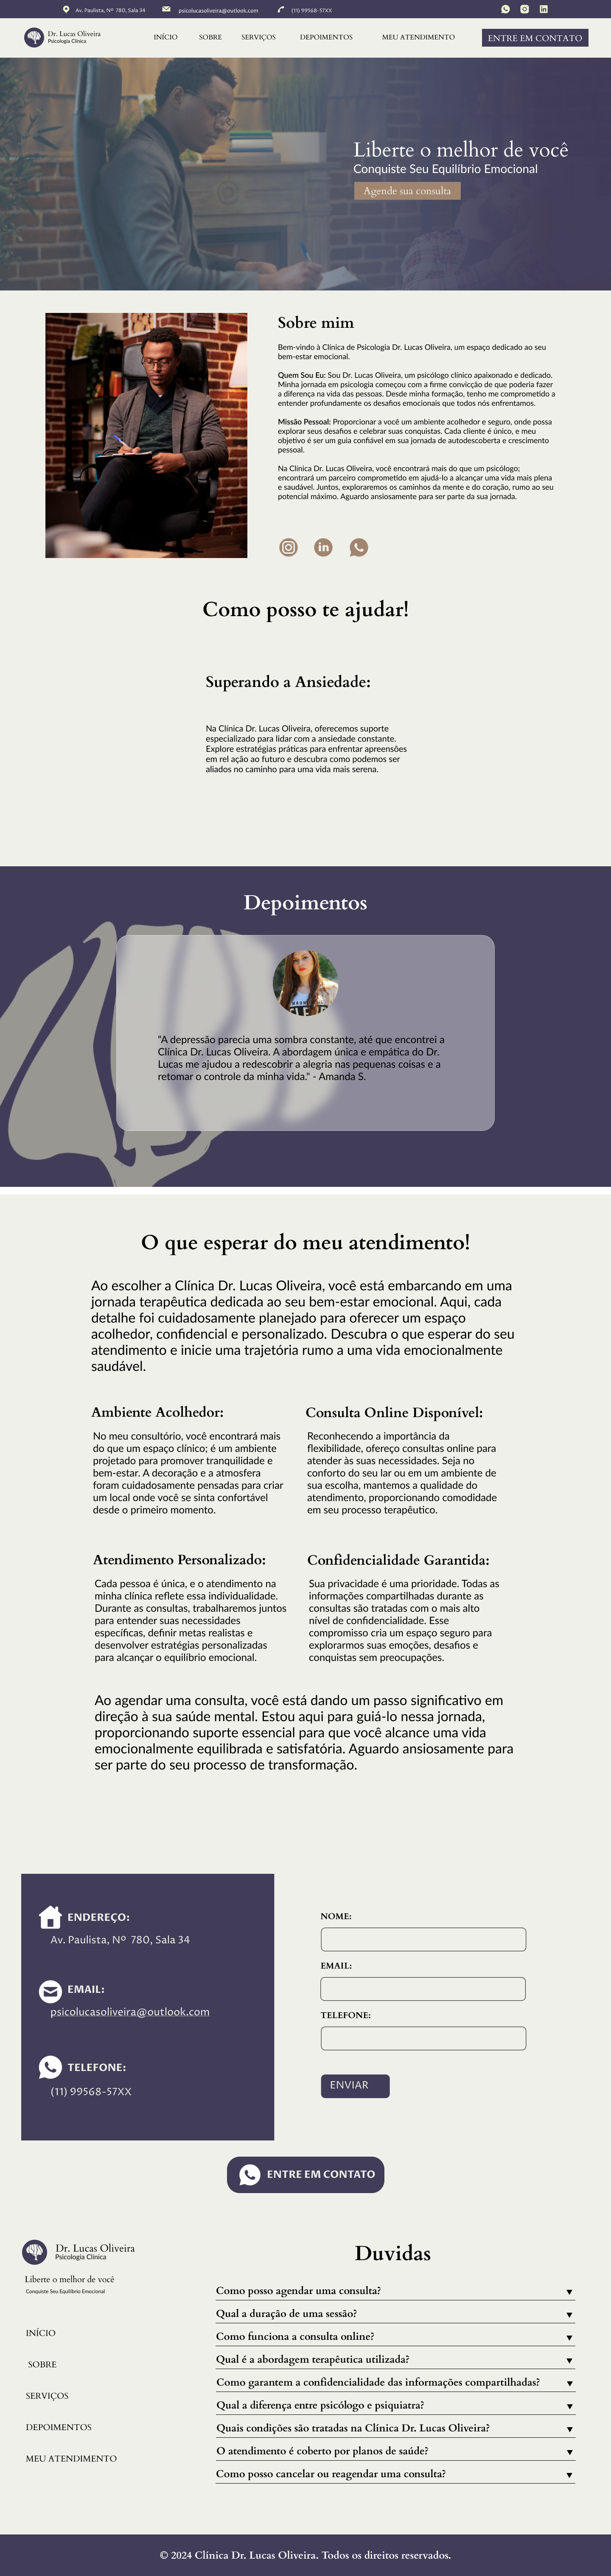 Av. Paulista, Nº 780, Sala 34
psicolucasoliveira@outlook.com
(11) 99568-57XX
Dr. Lucas Oliveira
Psicologia Clínica
INÍCIO
SOBRE
SERVIÇOS
DEPOIMENTOS
MEU ATENDIMENTO
ENTRE EM CONTATO
Liberte o melhor de você
Conquiste Seu Equilíbrio Emocional
Agende sua consulta
Sobre mim
Bem-vindo à Clínica de Psicologia Dr. Lucas Oliveira, um espaço dedicado ao seu
bem-estar emocional.
Quem Sou Eu: Sou Dr. Lucas Oliveira, um psicólogo clínico apaixonado e dedicado.
Minha jornada em psicologia começou com a firme convicção de que poderia fazer
a diferença na vida das pessoas. Desde minha formação, tenho me comprometido a
entender profundamente os desafios emocionais que todos nós enfrentamos.
Missão Pessoal: Proporcionar a você um ambiente acolhedor e seguro, onde possa
explorar seus desafios e celebrar suas conquistas. Cada cliente é único, e meu
objetivo é ser um guia confiável em sua jornada de autodescoberta e crescimento
pessoal.
Na Clínica Dr. Lucas Oliveira, você encontrará mais do que um psicólogo;
encontrará um parceiro comprometido em ajudá-lo a alcançar uma vida mais plena
e saudável. Juntos, exploraremos os caminhos da mente e do coração, rumo ao seu
potencial máximo. Aguardo ansiosamente para ser parte da sua jornada.
in
Como posso te ajudar!
Superando a Ansiedade:
Na Clínica Dr. Lucas Oliveira, oferecemos suporte
especializado para lidar com a ansiedade constante.
Explore estratégias práticas para enfrentar apreensões
em rel ação ao futuro e descubra como podemos ser
aliados no caminho para uma vida mais serena.
Depoimentos
"A depressão parecia uma sombra constante, até que encontrei a
Clínica Dr. Lucas Oliveira. A abordagem única e empática do Dr.
Lucas me ajudou a redescobrir a alegria nas pequenas coisas e a
retomar o controle da minha vida." - Amanda S.
O que esperar do meu atendimento!
Ao escolher a Clínica Dr. Lucas Oliveira, você está embarcando em uma
jornada terapêutica dedicada ao seu bem-estar emocional. Aqui, cada
detalhe foi cuidadosamente planejado para oferecer um espaço
acolhedor, confidencial e personalizado. Descubra o que esperar do seu
atendimento e inicie uma trajetória rumo a uma vida emocionalmente
saudável.
Ambiente Acolhedor:
No meu consultório, você encontrará mais
do que um espaço clínico; é um ambiente
projetado para promover tranquilidade e
bem-estar. A decoração e a atmosfera
foram cuidadosamente pensadas para criar
um local onde você se sinta confortável
desde o primeiro momento.
Consulta Online Disponível:
Reconhecendo a importância da
flexibilidade, ofereço consultas online para
atender às suas necessidades. Seja no
conforto do seu lar ou em um ambiente de
sua escolha, mantemos a qualidade do
atendimento, proporcionando comodidade
em seu processo terapêutico.
Atendimento Personalizado:
Cada pessoa é única, e o atendimento na
minha clínica reflete essa individualidade.
Durante as consultas, trabalharemos juntos
para entender suas necessidades
específicas, definir metas realistas e
desenvolver estratégias personalizadas
para alcançar o equilíbrio emocional.
Confidencialidade Garantida:
Sua privacidade é uma prioridade. Todas as
informações compartilhadas durante as
consultas são tratadas com o mais alto
nível de confidencialidade. Esse
compromisso cria um espaço seguro para
explorarmos suas emoções, desafios e
conquistas sem preocupações.
Ao agendar uma consulta, você está dando um passo significativo em
direção à sua saúde mental. Estou aqui para guiá-lo nessa jornada,
proporcionando suporte essencial para que você alcance uma vida
emocionalmente equilibrada e satisfatória. Aguardo ansiosamente para
ser parte do seu processo de transformação.
ENDEREÇO:
Av. Paulista, Nº 780, Sala 34
EMAIL:
psicolucasoliveira@outlook.com
TELEFONE:
(11) 99568-57XX
NOME:
EMAIL:
TELEFONE:
ENVIAR
ENTRE EM CONTATO
Dr. Lucas Oliveira
Psicologia Clínica
Liberte o melhor de você
Conquiste Seu Equilíbrio Emocional
INÍCIO
SOBRE
SERVIÇOS
DEPOIMENTOS
MEU ATENDIMENTO
Duvidas
Como posso agendar uma consulta?
Qual a duração de uma sessão?
Como funciona a consulta online?
Qual é a abordagem terapêutica utilizada?
Como garantem a confidencialidade das informações compartilhadas?
Qual a diferença entre psicólogo e psiquiatra?
Quais condições são tratadas na Clínica Dr. Lucas Oliveira?
O atendimento é coberto por planos de saúde?
Como posso cancelar ou reagendar uma consulta?
© 2024 Clínica Dr. Lucas Oliveira. Todos os direitos reservados.